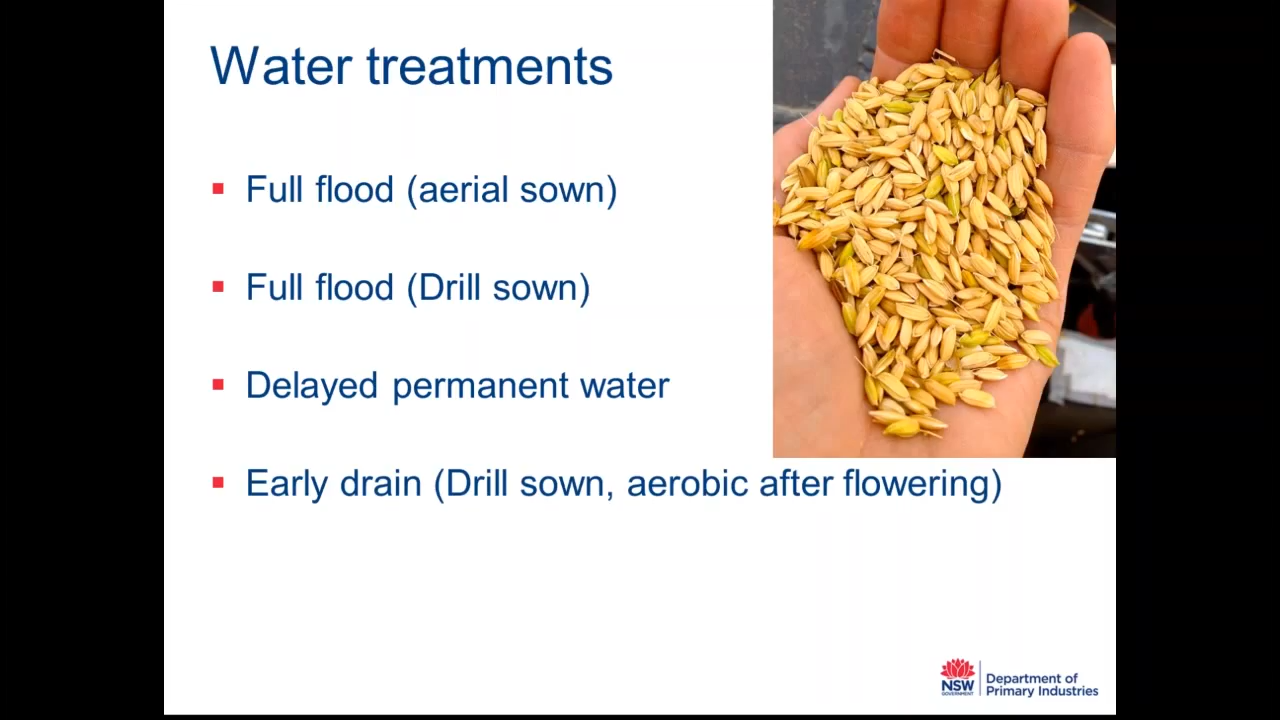 Water treatments
Full flood (aerial sown)
Full flood (Drill sown)
Delayed permanent water
Early drain (Drill sown, aerobic after flowering)
NSW
GOVERNMENT
Department of
Primary Industries